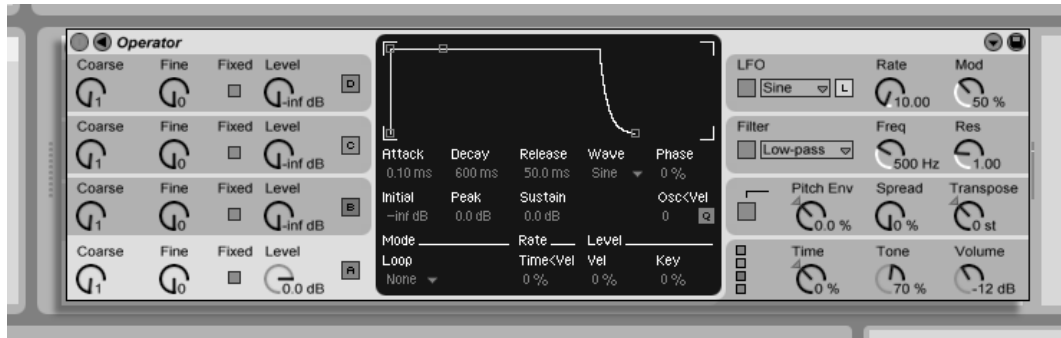 Operator
Coarse Fine Fixed Level
1 0 -inf dB D
Coarse Fine Fixed Level
1 0 -inf dB C
Coarse Fine Fixed Level
1 0 -inf dB B
Coarse Fine Fixed Level
1 0 0.0 dB A
Attack Decay Release Wave Phase
0.10 ms 600 ms 50.0 ms Sine 0 %
Initial Peak Sustain Osc<Vel
-inf dB 0.0 dB 0.0 dB 0 Q
Mode Rate Level
Loop Time<Vel Vel Key
None 0 % 0 % 0 %
LFO Rate Mod
Sine L 10.00 50 %
Filter Freq Res
Low-pass 500 Hz 1.00
Pitch Env Spread Transpose
0.0 % 0 % 0 st
Time Tone Volume
0 % 70 % -12 dB